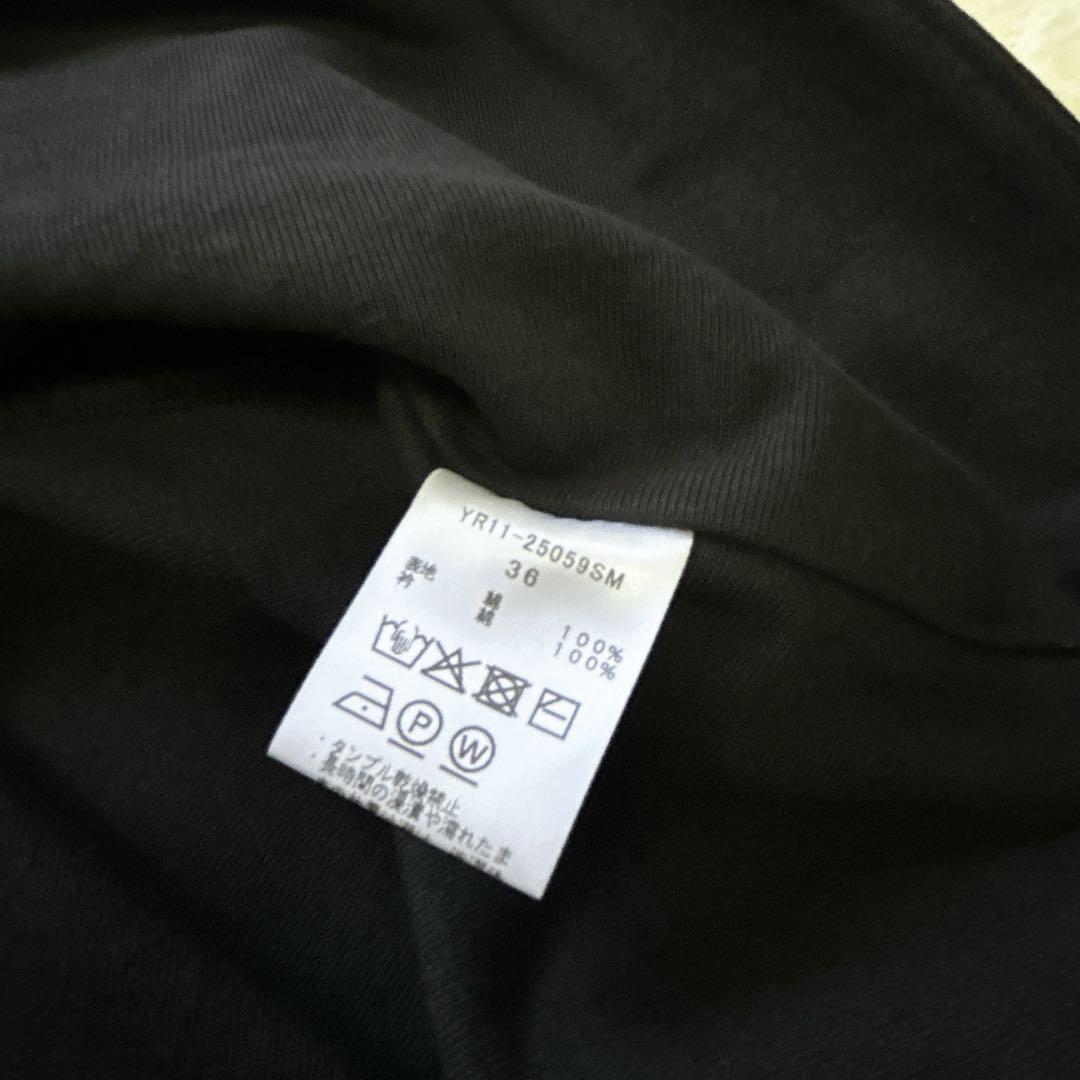 YR11-25059SM
36
表地 綿 100%
衿 綿 100%
P W
・タンブル乾燥禁止
・長時間の浸漬や濡れたま